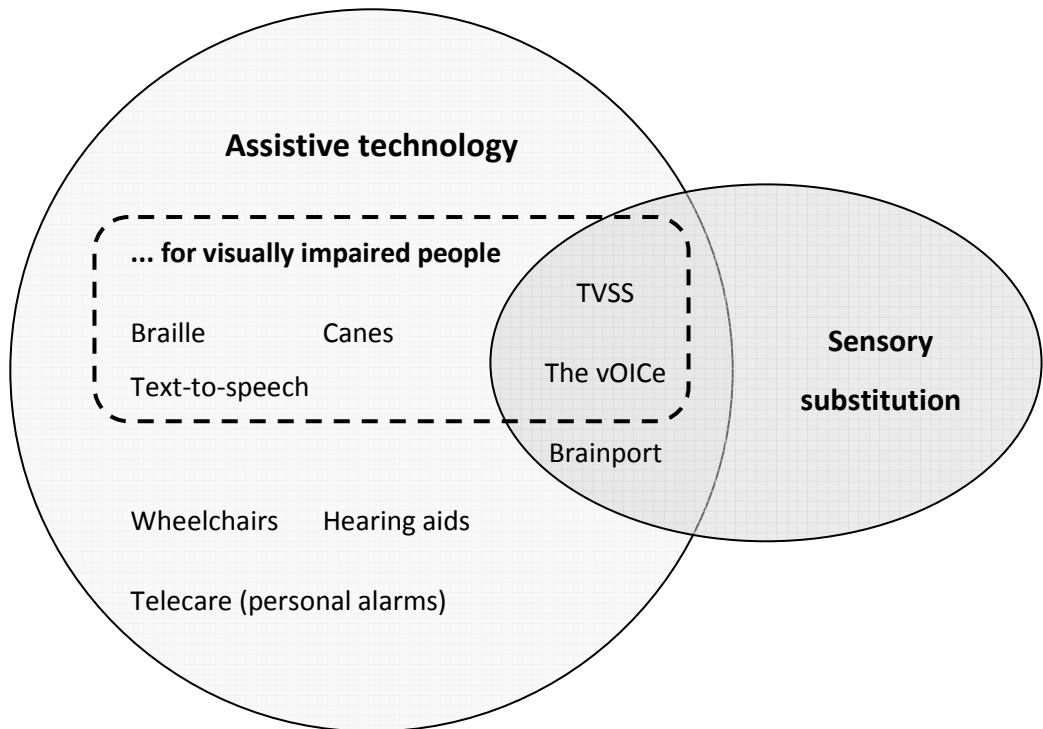 Assistive technology
... for visually impaired people
TVSS
Braille Canes
Sensory
substitution
Text-to-speech
The vOICe
Brainport
Wheelchairs Hearing aids
Telecare (personal alarms)